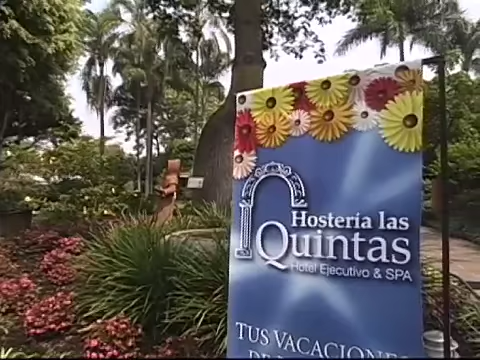 Hostería las
Quintas
Hotel Ejecutivo & SPA
TUS VACACIONES